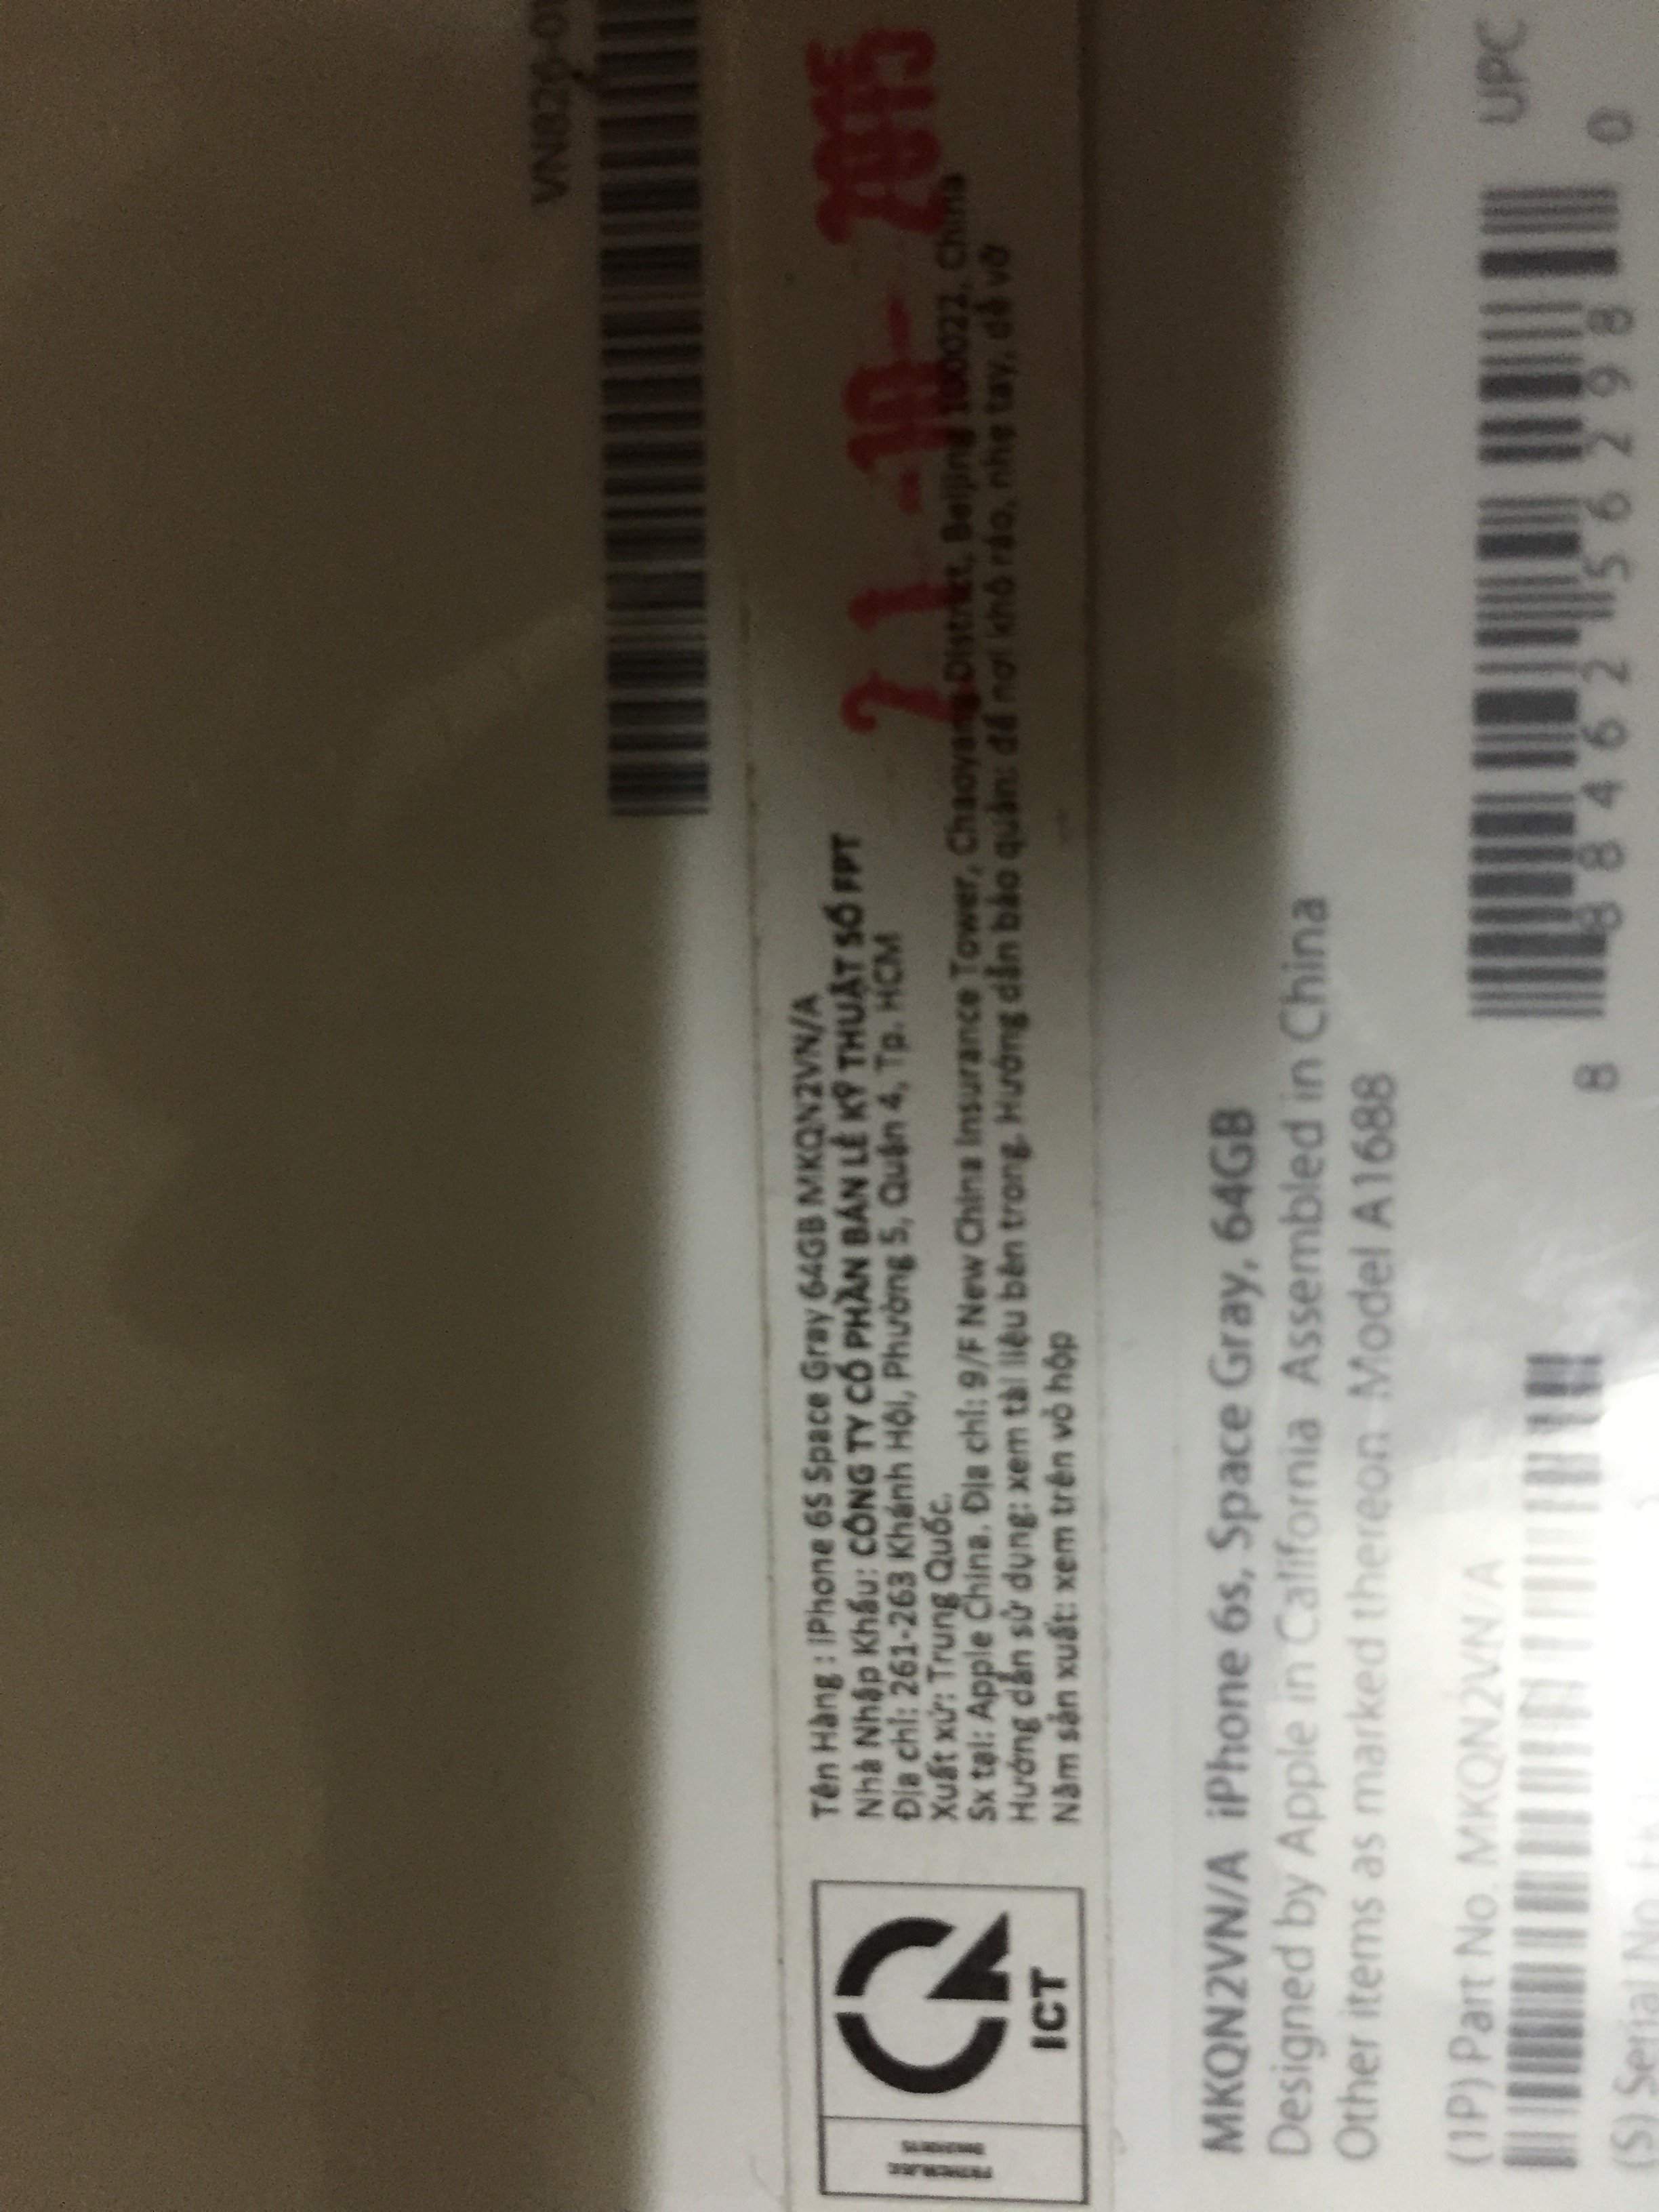 VN826-01
Tên Hàng : iPhone 6S Space Gray 64GB MKQN2VN/A
Nhà Nhập Khẩu: CÔNG TY CỔ PHẦN BÁN LẺ KỸ THUẬT SỐ FPT
Địa chỉ: 261-263 Khánh Hội, Phường 5, Quận 4, Tp. HCM
Xuất xứ: Trung Quốc.
Sx tại: Apple China. Địa chỉ: 9/F New China Insurance Tower, Chaoyang District, Beijing 100022, China
Hướng dẫn sử dụng: xem tài liệu bên trong. Hướng dẫn bảo quản: để nơi khô ráo, nhẹ tay, dễ vỡ
Năm sản xuất: xem trên vỏ hộp
21-10-2015
ICT
MKQN2VN/A iPhone 6s, Space Gray, 64GB
Designed by Apple in California Assembled in China
Other items as marked thereon Model A1688
(1P) Part No. MKQN2VN/A
UPC
8 88462 56298 0
(S) Serial No.